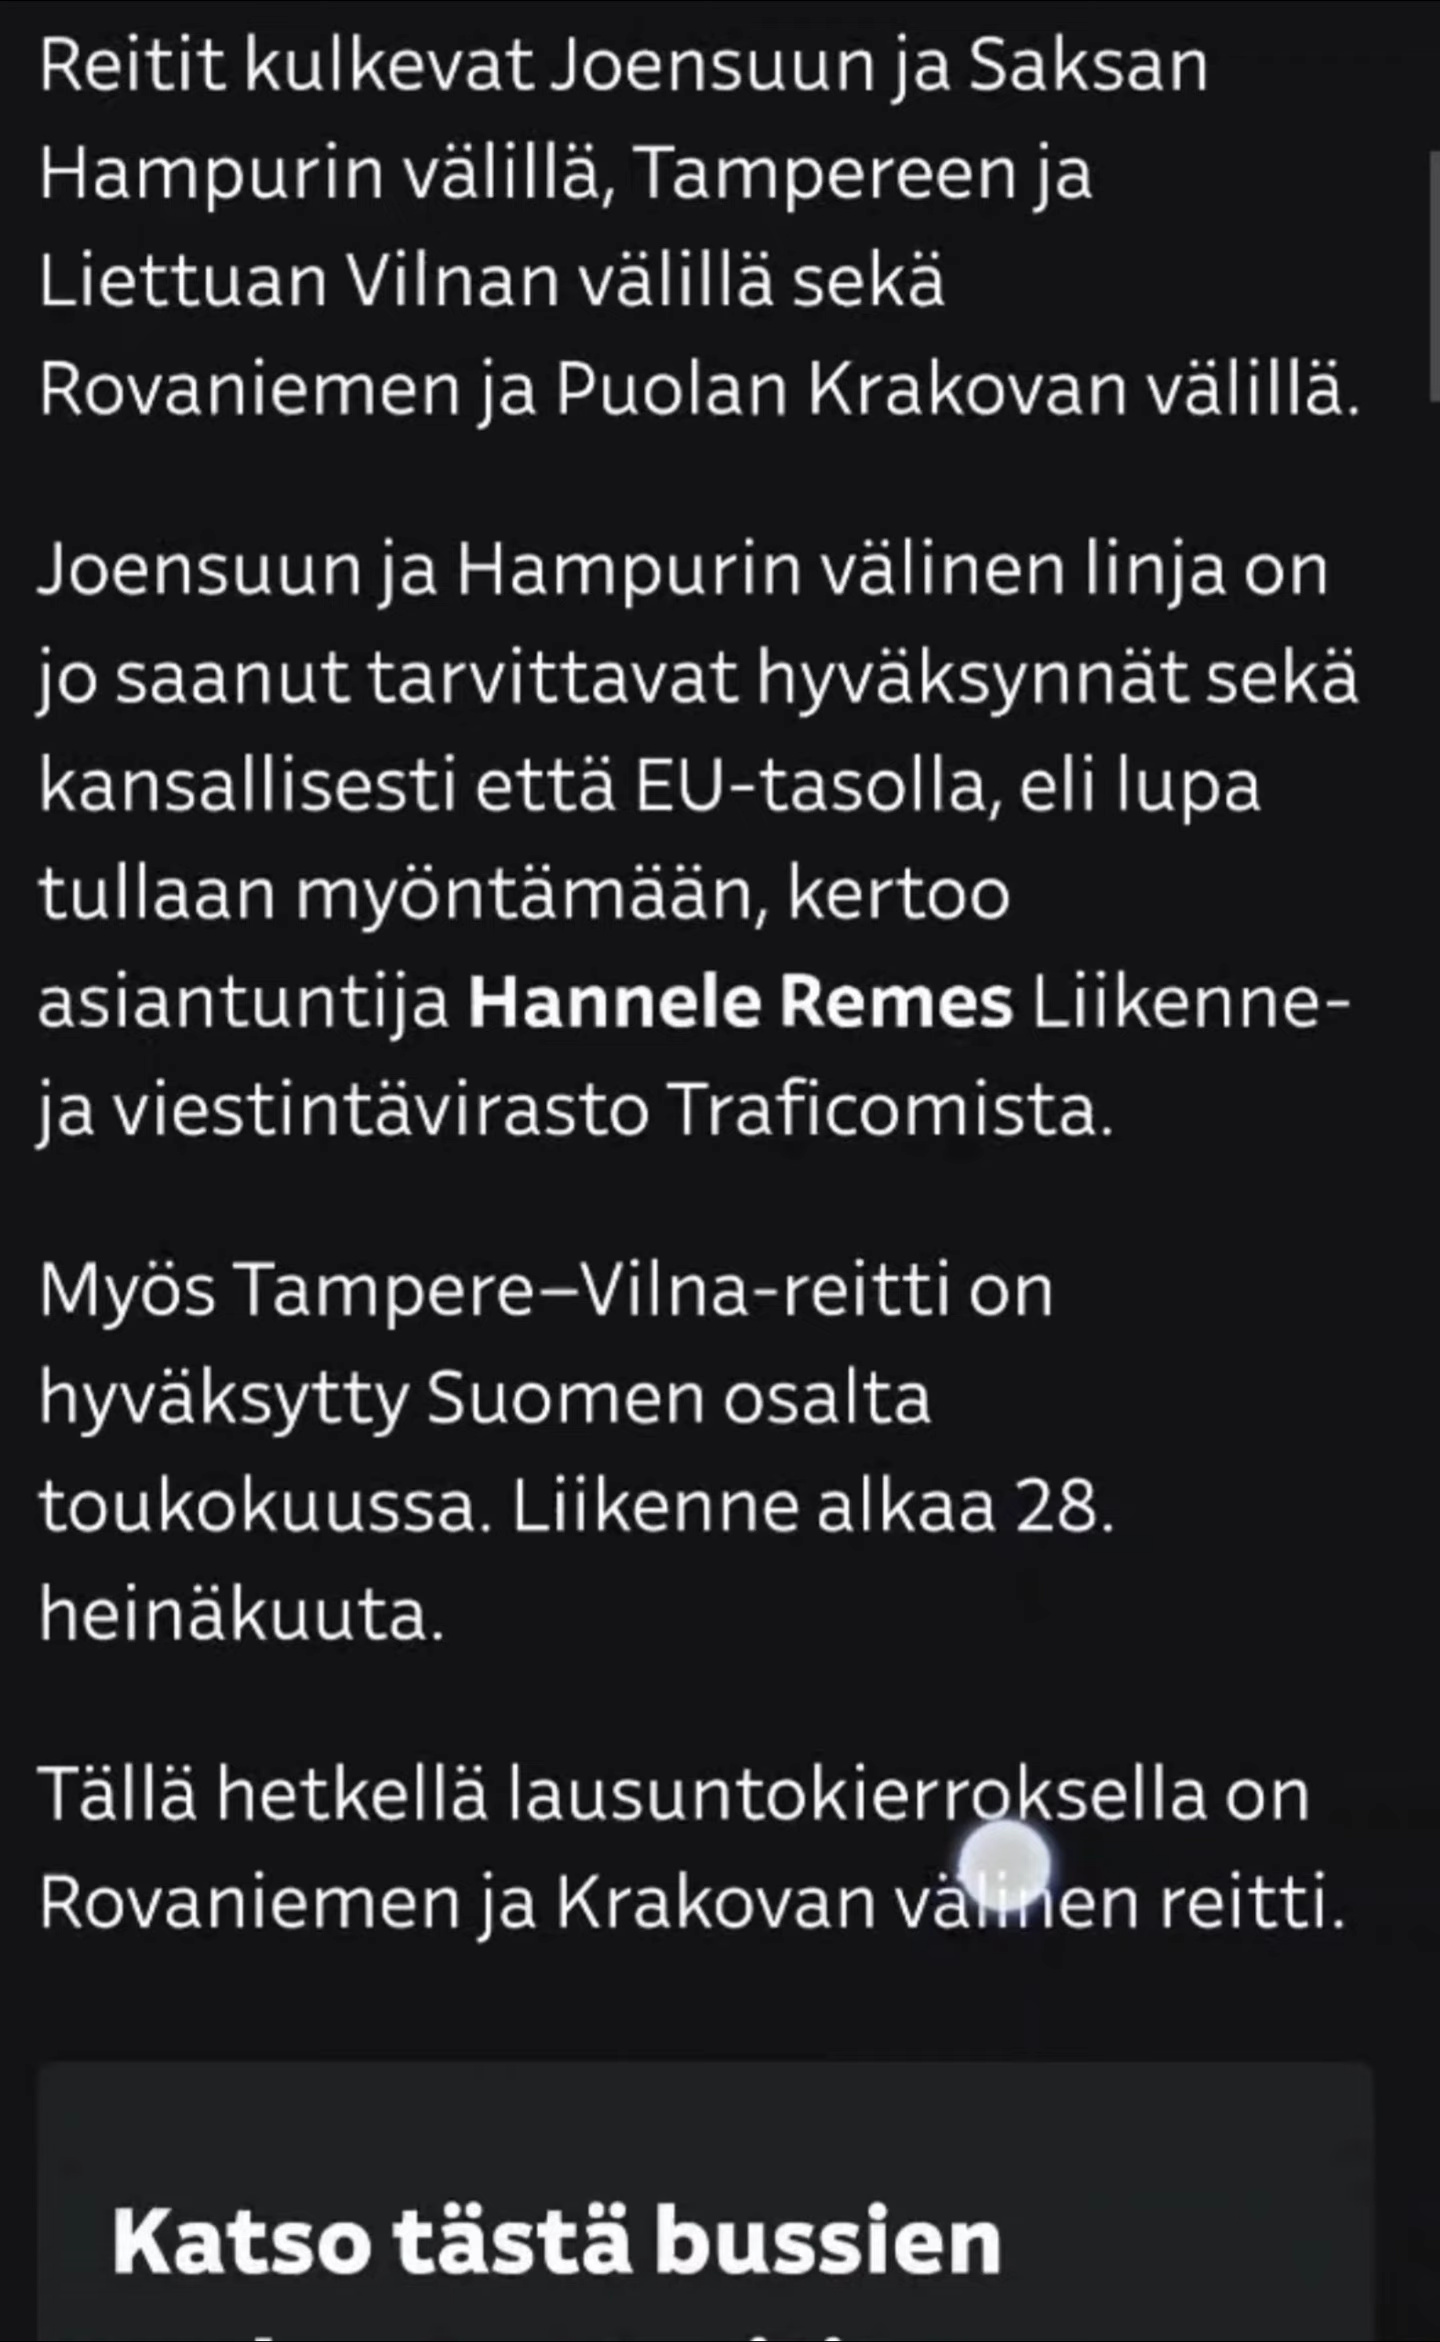 Reitit kulkevat Joensuun ja Saksan
Hampurin välillä, Tampereen ja
Liettuan Vilnan välillä sekä
Rovaniemen ja Puolan Krakovan välillä.
Joensuun ja Hampurin välinen linja on
jo saanut tarvittavat hyväksynnät sekä
kansallisesti että EU-tasolla, eli lupa
tullaan myöntämään, kertoo
asiantuntija Hannele Remes Liikenne-
ja viestintävirasto Traficomista.
Myös Tampere–Vilna-reitti on
hyväksytty Suomen osalta
toukokuussa. Liikenne alkaa 28.
heinäkuuta.
Tällä hetkellä lausuntokierroksella on
Rovaniemen ja Krakovan välinen reitti.
Katso tästä bussien